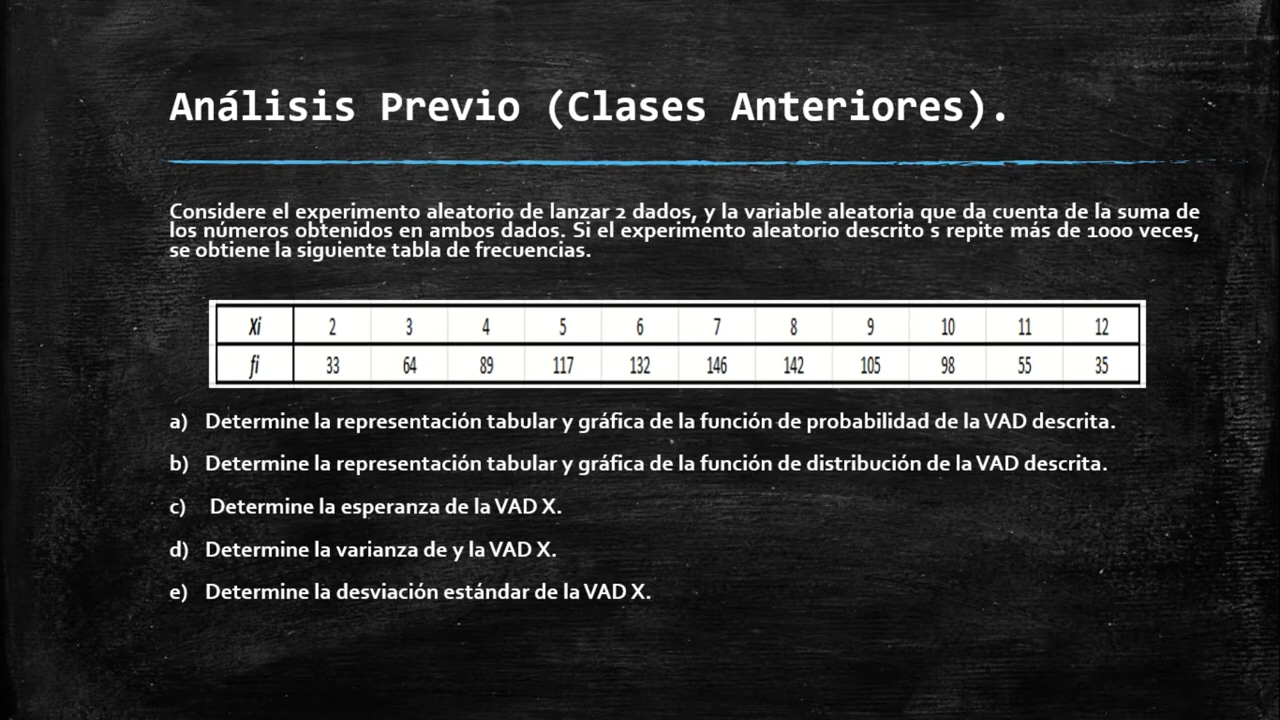 Análisis Previo (Clases Anteriores).
Considere el experimento aleatorio de lanzar 2 dados, y la variable aleatoria que da cuenta de la suma de
los números obtenidos en ambos dados. Si el experimento aleatorio descrito s repite más de 1000 veces,
se obtiene la siguiente tabla de frecuencias.
Xi 2 3 4 5 6 7 8 9 10 11 12
fi 33 64 89 117 132 146 142 105 98 55 35
a) Determine la representación tabular y gráfica de la función de probabilidad de la VAD descrita.
b) Determine la representación tabular y gráfica de la función de distribución de la VAD descrita.
c) Determine la esperanza de la VAD X.
d) Determine la varianza de y la VAD X.
e) Determine la desviación estándar de la VAD X.